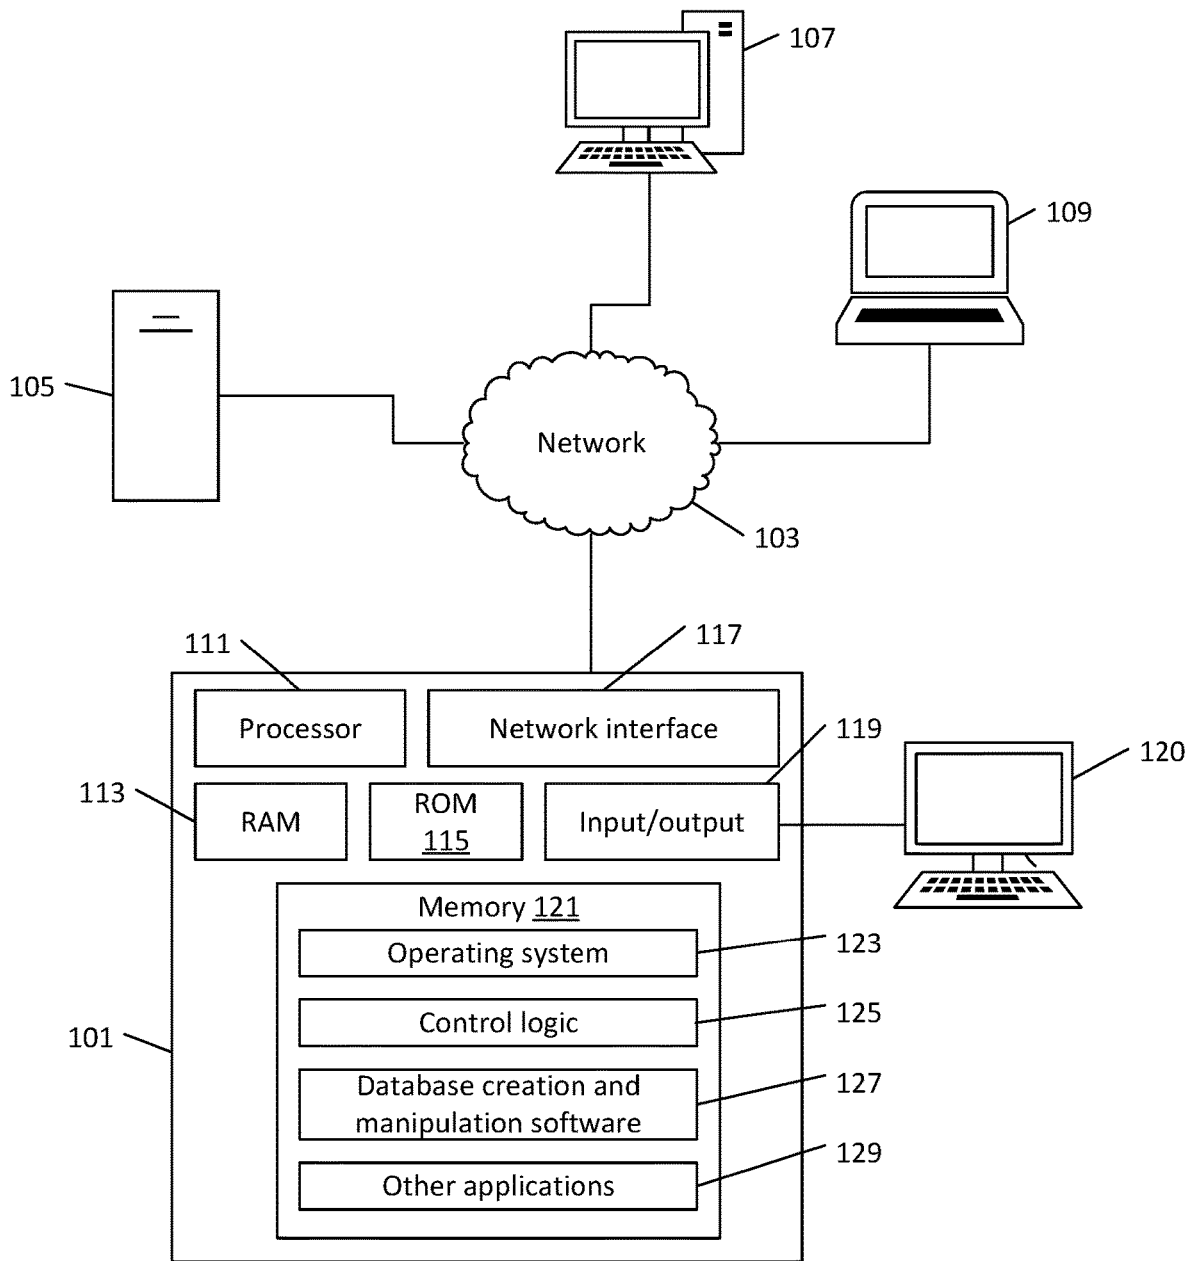 107
109
105
Network
103
111
117
Processor
Network interface
119
120
113
RAM
ROM
115
Input/output
Memory 121
Operating system
123
Control logic
125
101
Database creation and
manipulation software
127
Other applications
129